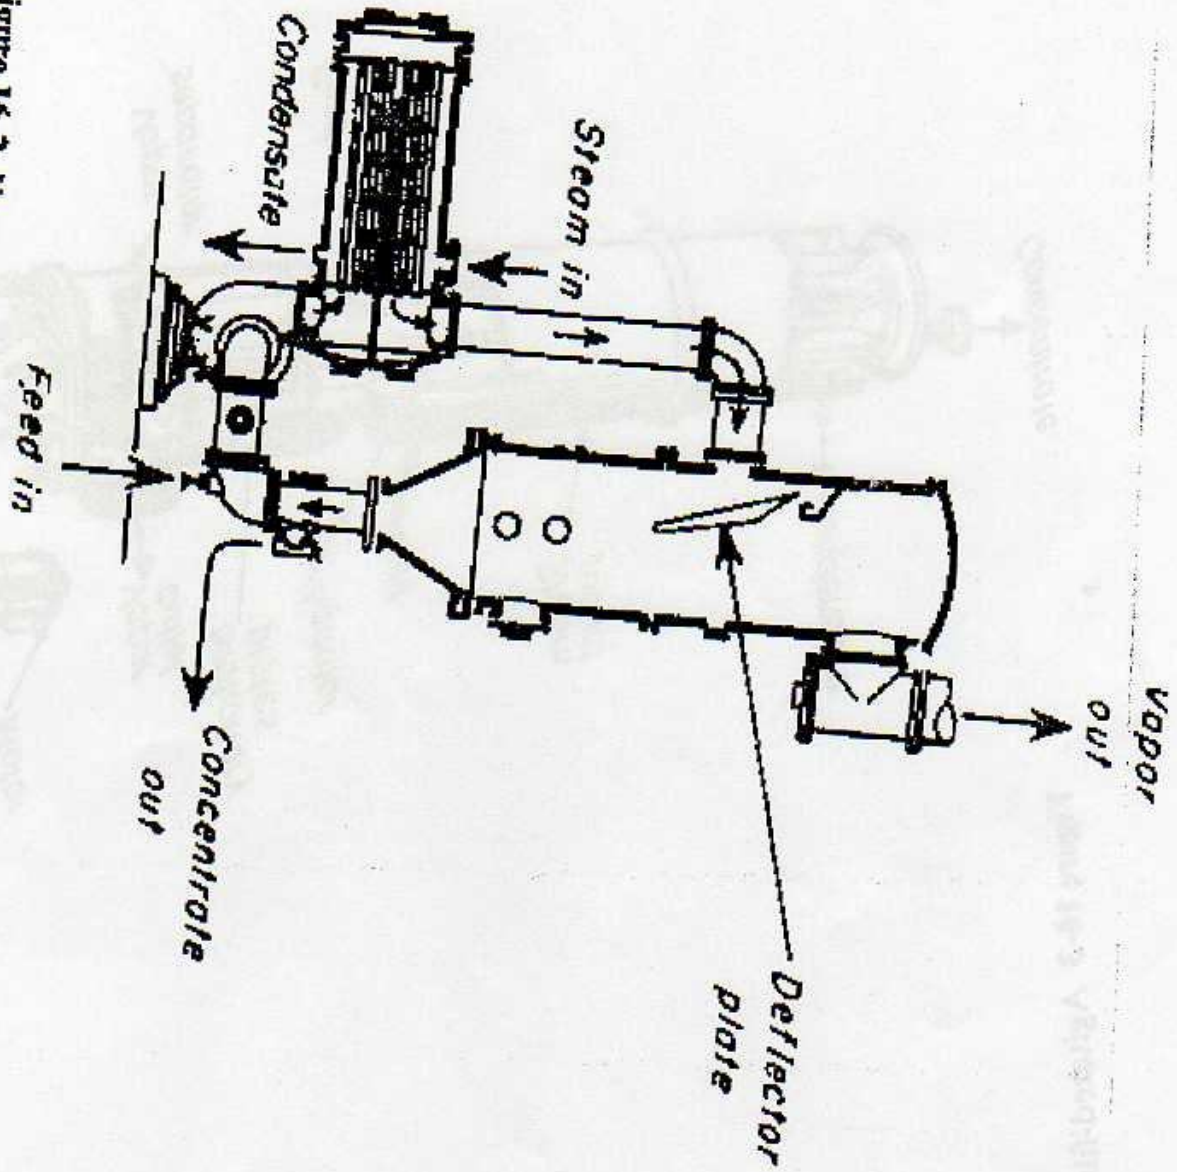 Condensate
Steam in
Feed in
Concentrate
out
Deflector
plate
Vapor
out